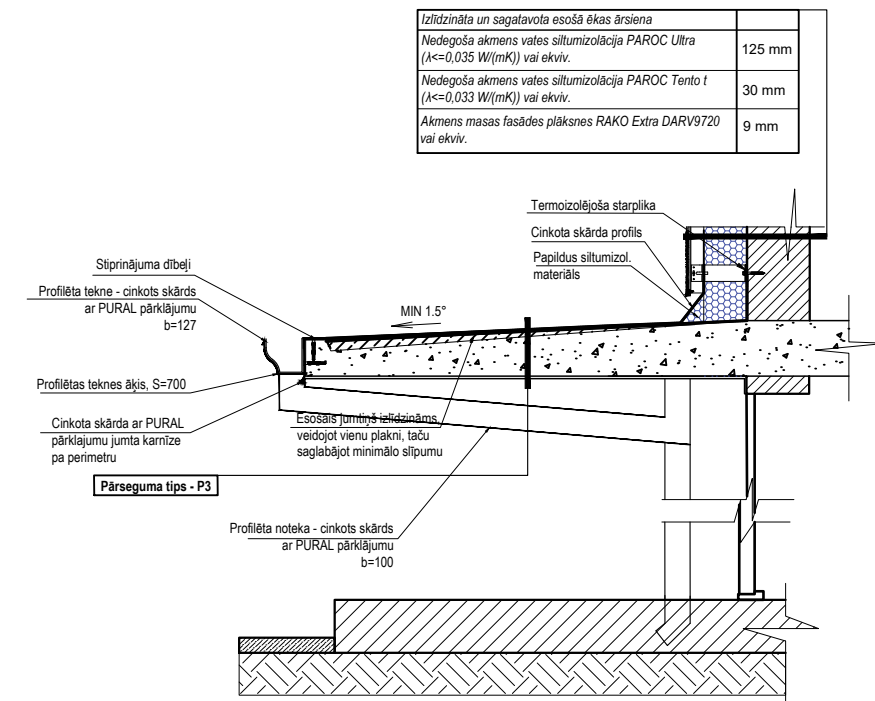 Izlīdzināta un sagatavota esošā ēkas ārsiena
Nedegoša akmens vates siltumizolācija PAROC Ultra
(λ<=0,035 W/(mK)) vai ekviv.
125 mm
Nedegoša akmens vates siltumizolācija PAROC Tento t
(λ<=0,033 W/(mK)) vai ekviv.
30 mm
Akmens masas fasādes plāksnes RAKO Extra DARV9720
vai ekviv.
9 mm
Termoizolējoša starplika
Cinkota skārda profils
Papildus siltumizol.
materiāls
Stiprinājuma dībeļi
Profilēta tekne - cinkots skārds
ar PURAL pārklājumu
b=127
MIN 1.5°
Profilētas teknes āķis, S=700
Cinkota skārda ar PURAL
pārklajumu jumta karnīze
pa perimetru
Esošais jumtiņš izlīdzināms,
veidojot vienu plakni, taču
saglabājot minimālo slīpumu
Pārseguma tips - P3
Profilēta noteka - cinkots skārds
ar PURAL pārklājumu
b=100